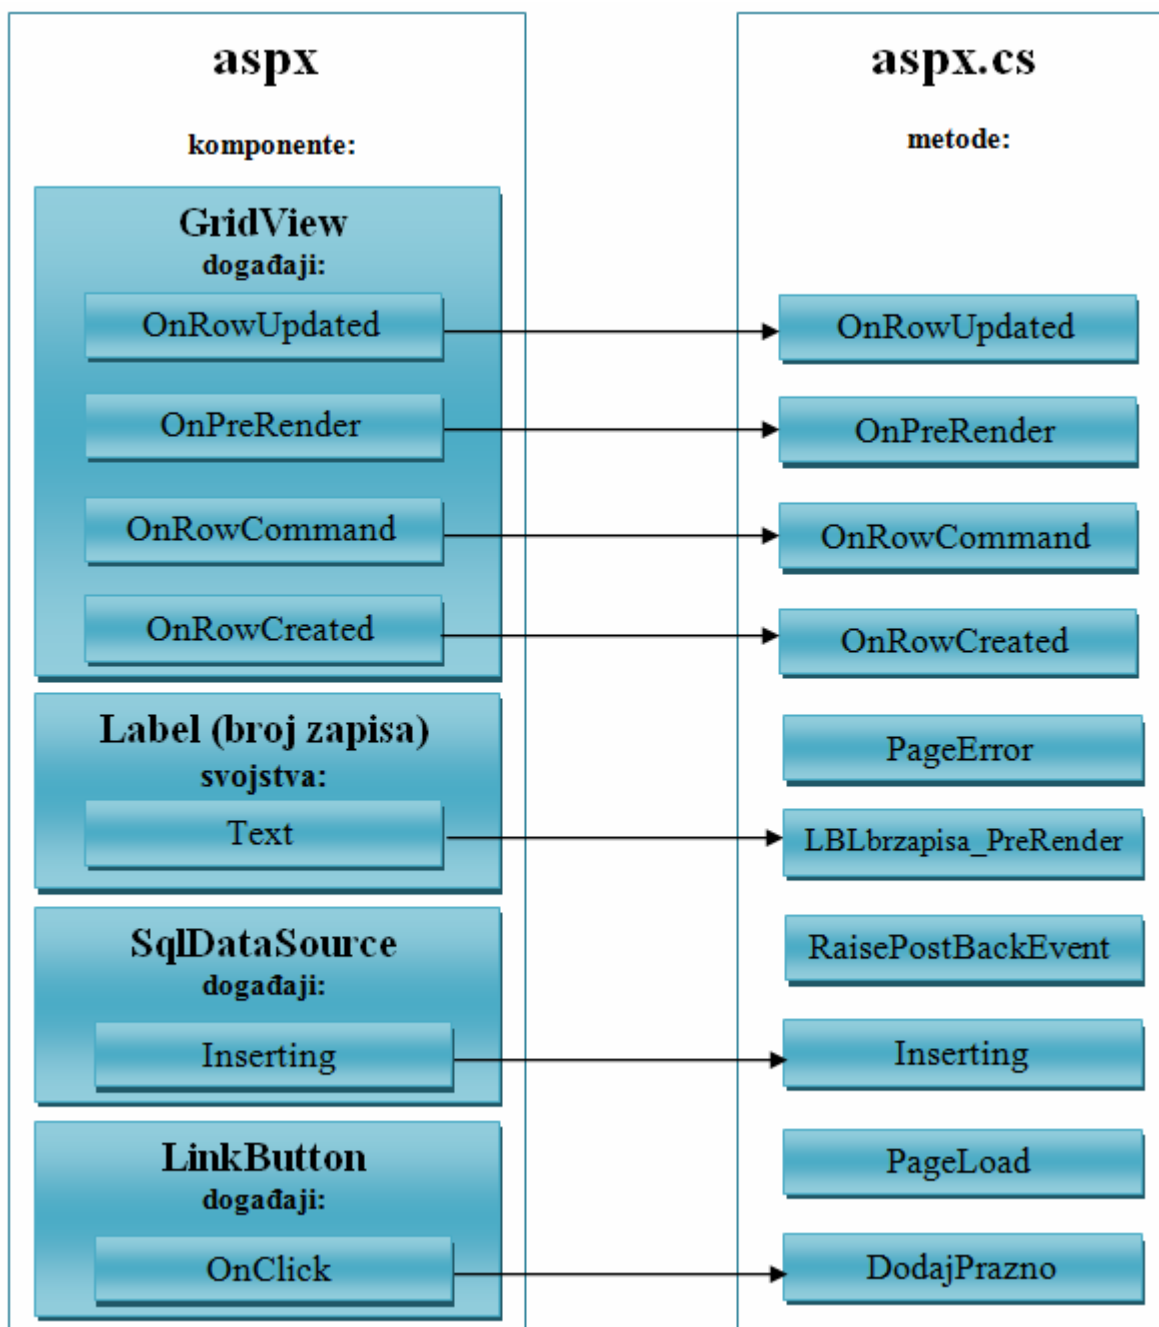 aspx
komponente:
GridView
događaji:
OnRowUpdated
OnPreRender
OnRowCommand
OnRowCreated
Label (broj zapisa)
svojstva:
Text
SqlDataSource
događaji:
Inserting
LinkButton
događaji:
OnClick
aspx.cs
metode:
OnRowUpdated
OnPreRender
OnRowCommand
OnRowCreated
PageError
LBLbrzapisa_PreRender
RaisePostBackEvent
Inserting
PageLoad
DodajPrazno